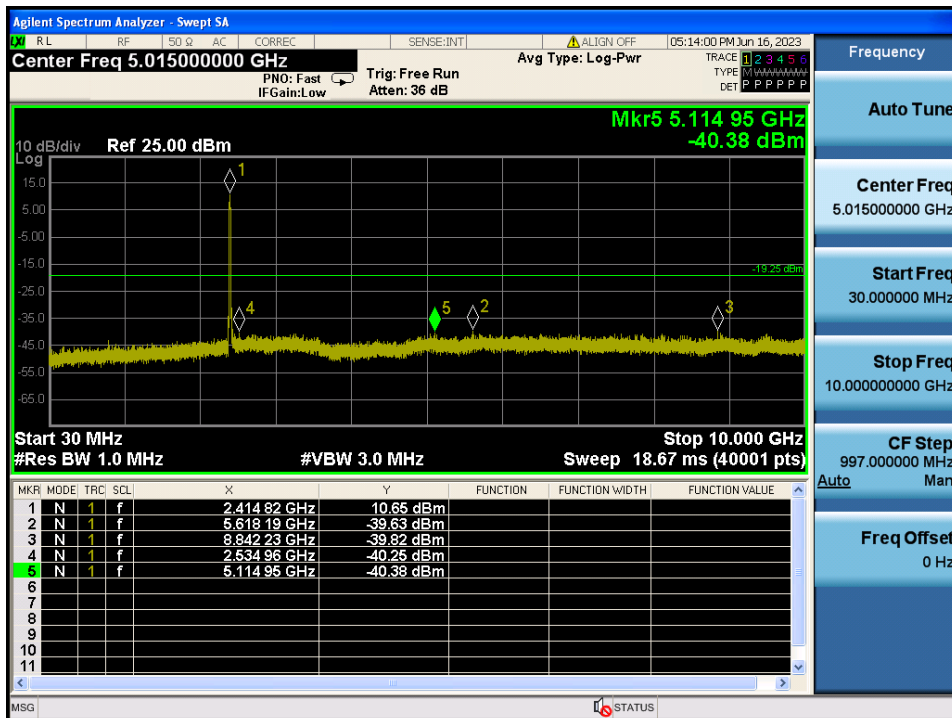 Agilent Spectrum Analyzer - Swept SA
LXI RL RF 50 Ω AC CORREC SENSE:INT ALIGN OFF 05:14:00 PM Jun 16, 2023
Center Freq 5.015000000 GHz
PNO: Fast
IFGain:Low
Trig: Free Run
Atten: 36 dB
Avg Type: Log-Pwr
TRACE 1 2 3 4 5 6
TYPE
DET P P P P P P
Mkr5 5.114 95 GHz
-40.38 dBm
10 dB/div Ref 25.00 dBm
Log
15.0
5.00
-5.00
-15.0
-25.0
-35.0
-45.0
-55.0
-65.0
1
4
5
2
3
-19.25 dBm
Start 30 MHz Stop 10.000 GHz
#Res BW 1.0 MHz #VBW 3.0 MHz Sweep 18.67 ms (40001 pts)
MKR MODE TRC SCL X Y FUNCTION FUNCTION WIDTH FUNCTION VALUE
1 N 1 f 2.414 82 GHz 10.65 dBm
2 N 1 f 5.618 19 GHz -39.63 dBm
3 N 1 f 8.842 23 GHz -39.82 dBm
4 N 1 f 2.534 96 GHz -40.25 dBm
5 N 1 f 5.114 95 GHz -40.38 dBm
6
7
8
9
10
11
MSG STATUS
Frequency
Auto Tune
Center Freq
5.015000000 GHz
Start Freq
30.000000 MHz
Stop Freq
10.000000000 GHz
CF Step
997.000000 MHz
Auto Man
Freq Offset
0 Hz